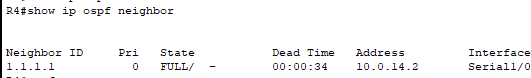 R4#show ip ospf neighbor
Neighbor ID     Pri   State           Dead Time   Address         Interface
1.1.1.1           0   FULL/  -        00:00:34    10.0.14.2       Serial1/0